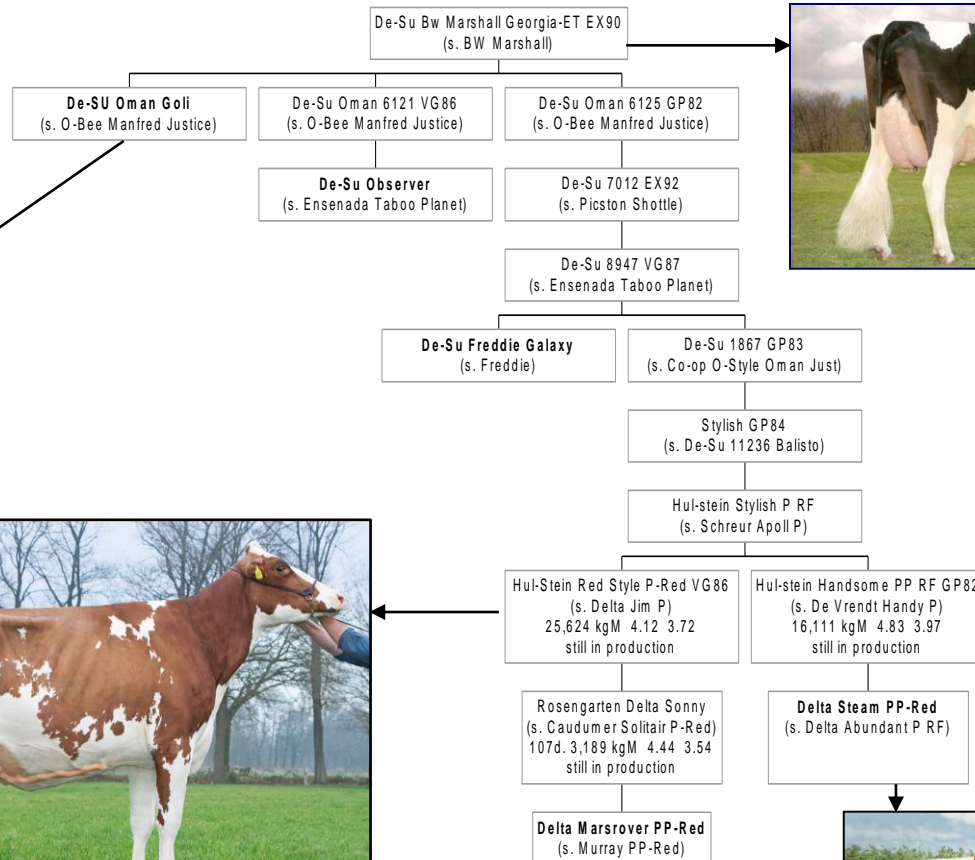 De-Su Bw Marshall Georgia-ET EX90
(s. BW Marshall)
De-SU Oman Goli
(s. O-Bee Manfred Justice)
De-Su Oman 6121 VG86
(s. O-Bee Manfred Justice)
De-Su Oman 6125 GP82
(s. O-Bee Manfred Justice)
De-Su Observer
(s. Ensenada Taboo Planet)
De-Su 7012 EX92
(s. Picston Shottle)
De-Su 8947 VG87
(s. Ensenada Taboo Planet)
De-Su Freddie Galaxy
(s. Freddie)
De-Su 1867 GP83
(s. Co-op O-Style Oman Just)
Stylish GP84
(s. De-Su 11236 Balisto)
Hul-stein Stylish P RF
(s. Schreur Apoll P)
Hul-Stein Red Style P-Red VG86
(s. Delta Jim P)
25,624 kgM 4.12 3.72
still in production
Hul-stein Handsome PP RF GP82
(s. De Vrendt Handy P)
16,111 kgM 4.83 3.97
still in production
Rosengarten Delta Sonny
(s. Caudumer Solitair P-Red)
107d. 3,189 kgM 4.44 3.54
still in production
Delta Steam PP-Red
(s. Delta Abundant P RF)
Delta Marsrover PP-Red
(s. Murray PP-Red)